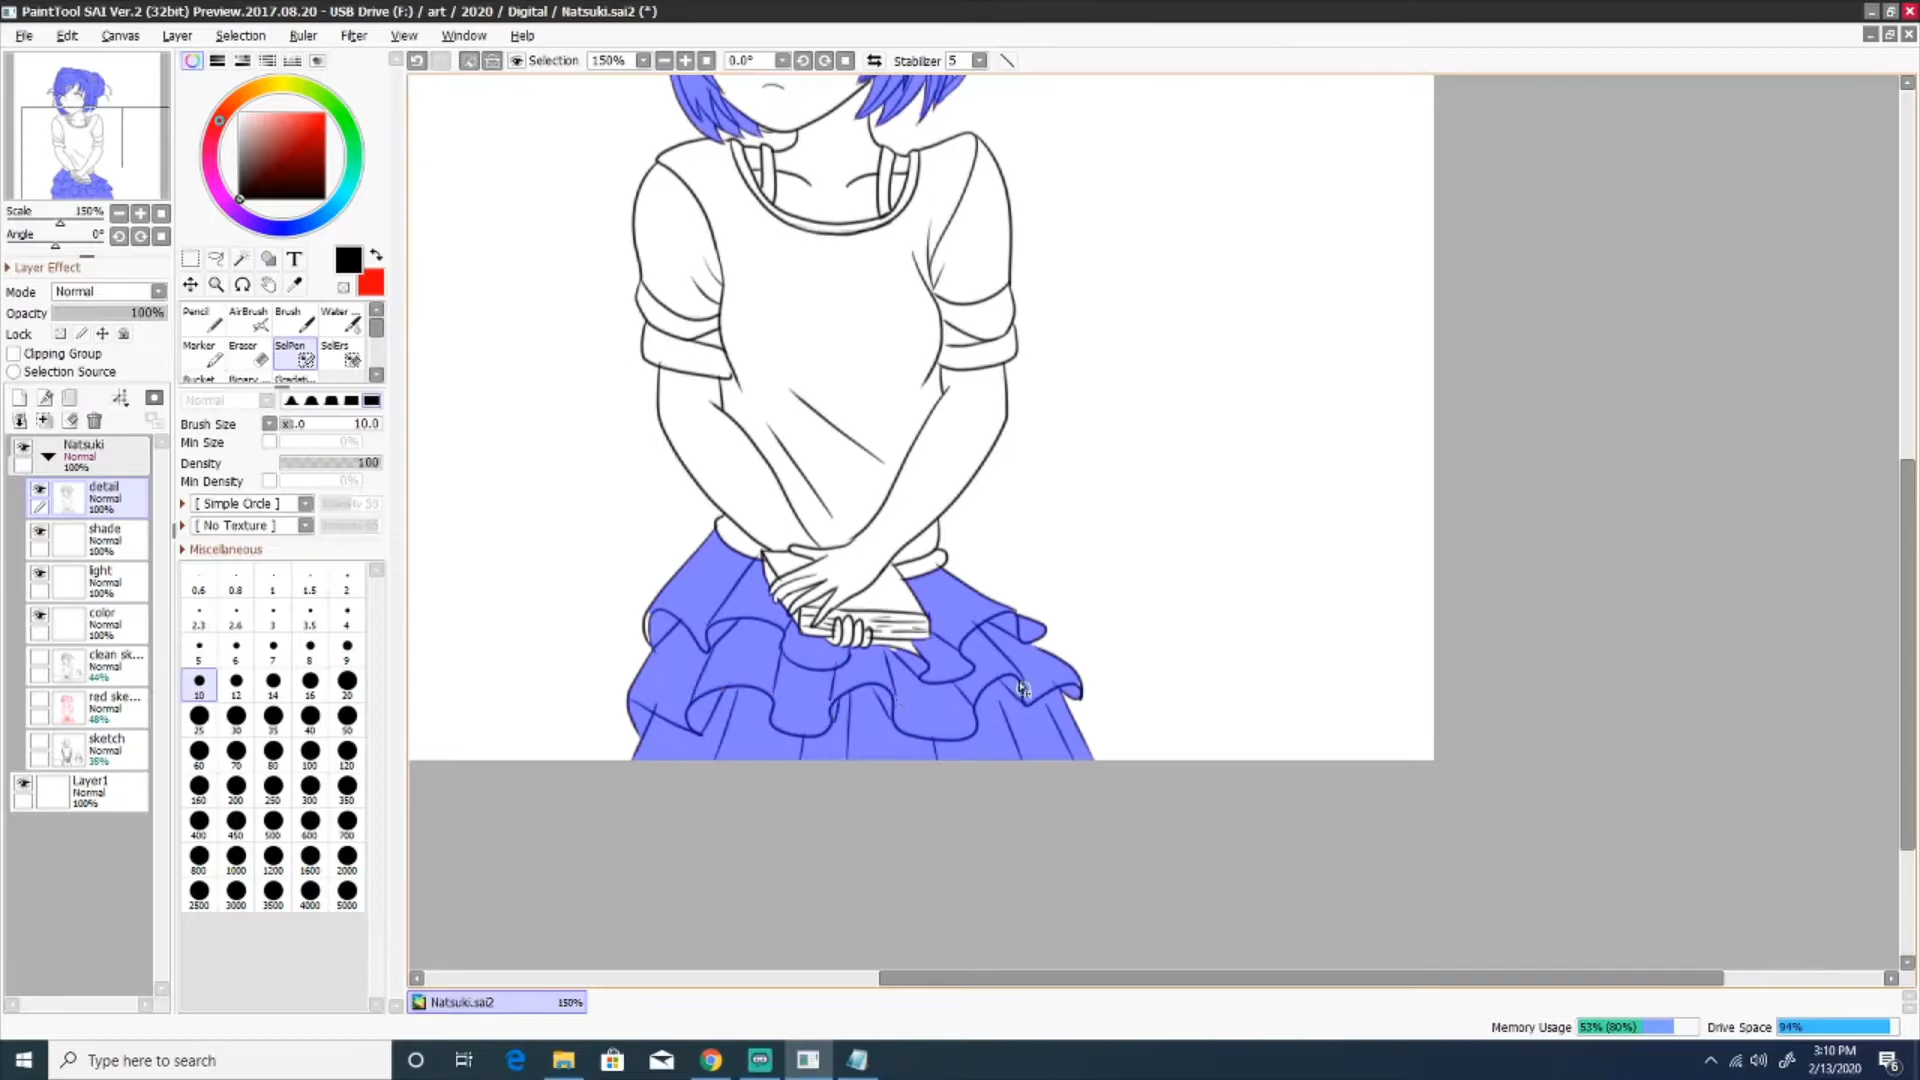 PaintTool SAI Ver.2 (32bit) Preview.2017.08.20 - USB Drive (F:) / art / 2020 / Digital / Natsuki.sai2 (*)
File Edit Canvas Layer Selection Ruler Filter View Window Help
Selection 150% 0.0° Stabilizer 5
Scale 150%
Angle 0°
Layer Effect
Mode Normal
Opacity 100%
Lock
Clipping Group
Selection Source
Natsuki
Normal
100%
detail
Normal
100%
shade
Normal
100%
light
Normal
100%
color
Normal
100%
clean sk...
Normal
44%
red ske...
Normal
48%
sketch
Normal
35%
Layer1
Normal
100%
T
Pencil AirBrush Brush Water ...
Marker Eraser SelPen SelErs
Bucket Binary ... Gradati...
Normal
Brush Size x1.0 10.0
Min Size 0%
Density 100
Min Density 0%
[ Simple Circle ] 50
[ No Texture ]
Miscellaneous
0.6 0.8 1 1.5 2
2.3 2.6 3 3.5 4
5 6 7 8 9
10 12 14 16 20
25 30 35 40 50
60 70 80 100 120
160 200 250 300 350
400 450 500 600 700
800 1000 1200 1600 2000
2500 3000 3500 4000 5000
Natsuki.sai2 150%
Memory Usage 53% (80%) Drive Space 94%
Type here to search
3:10 PM
2/13/2020
6